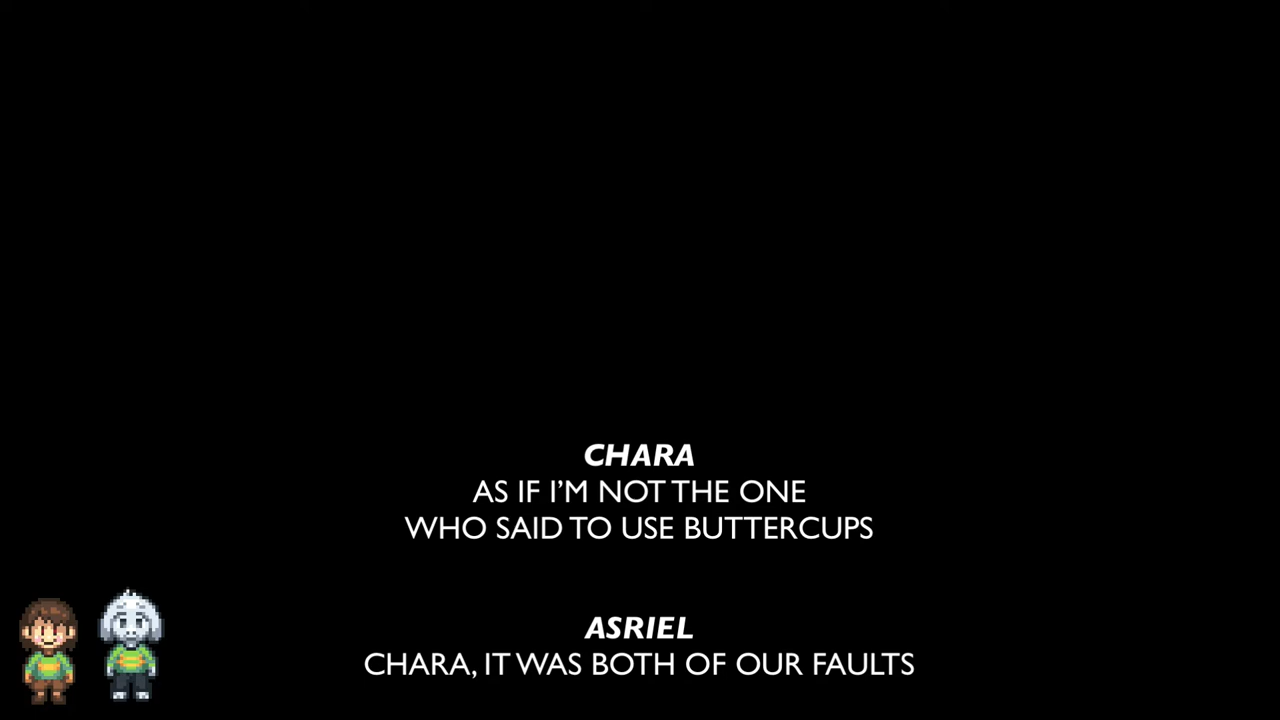 CHARA
AS IF I'M NOT THE ONE
WHO SAID TO USE BUTTERCUPS
ASRIEL
CHARA, IT WAS BOTH OF OUR FAULTS